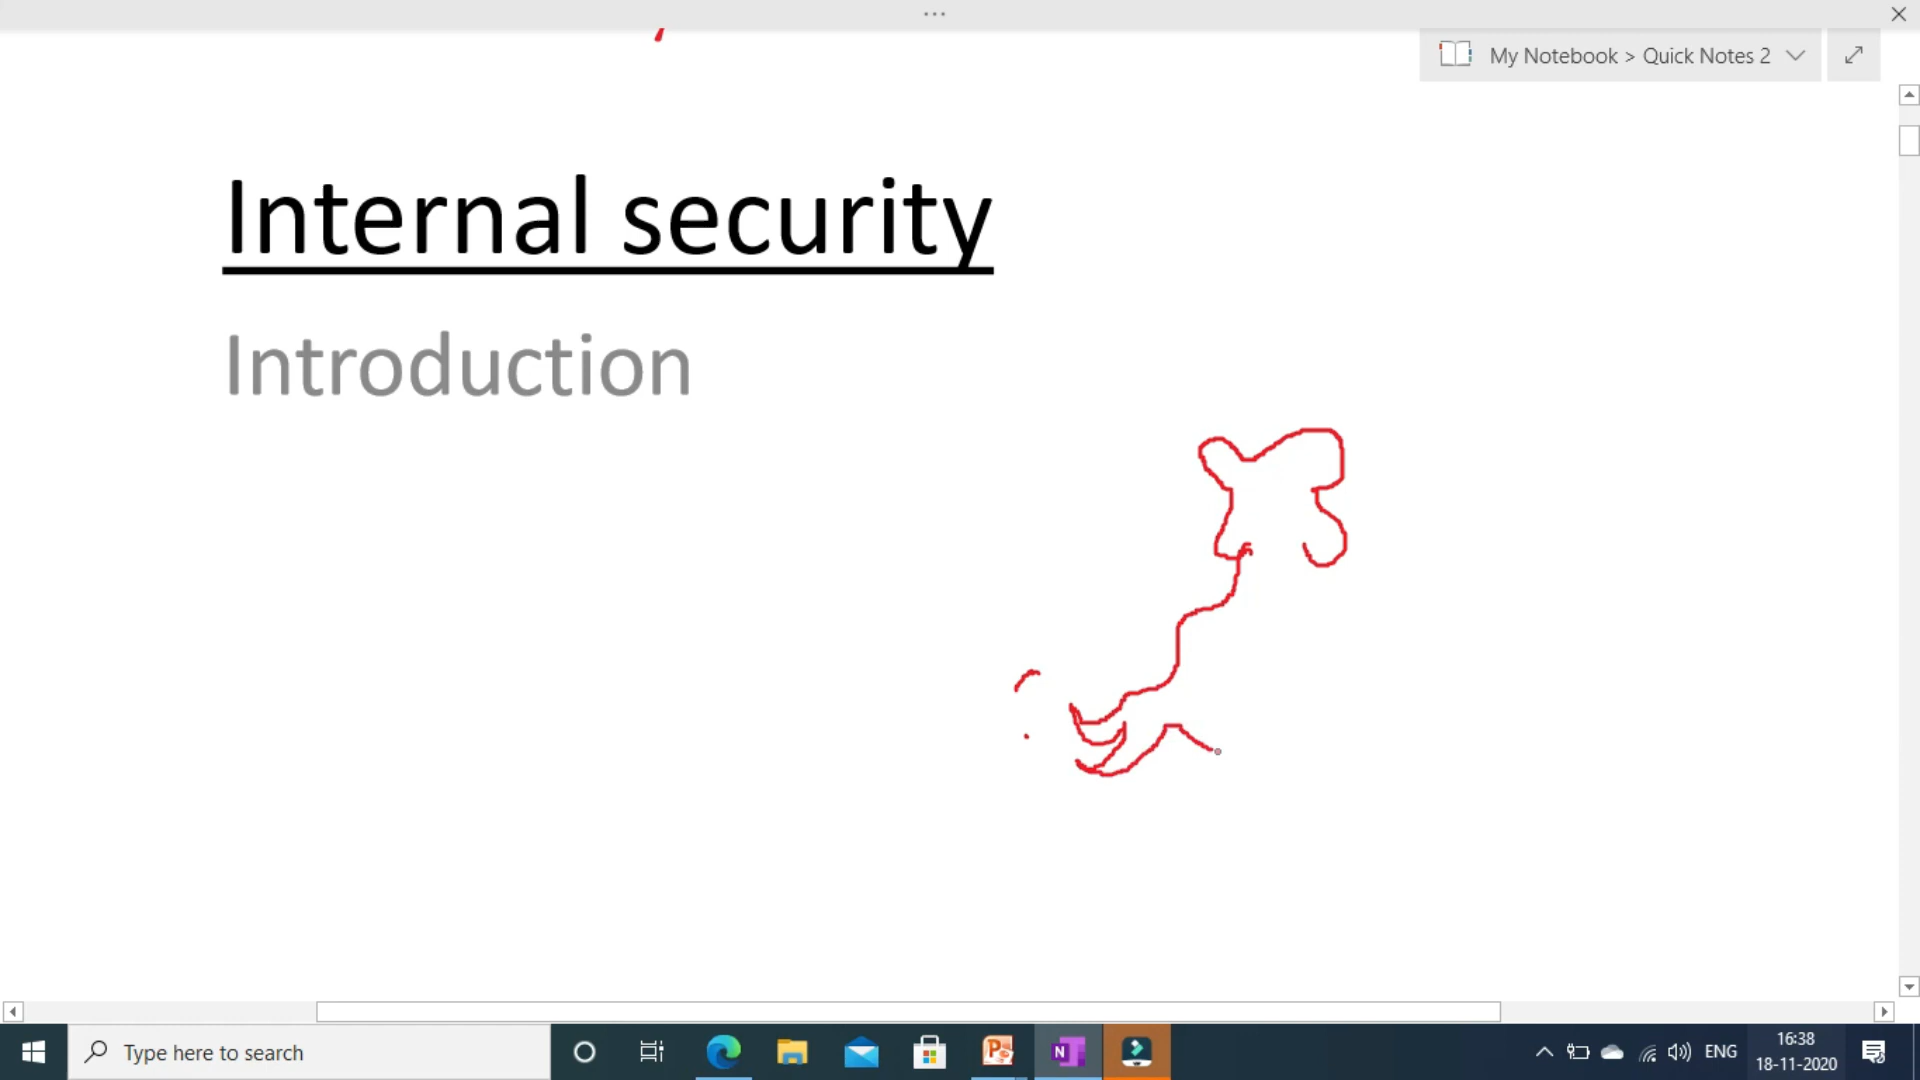 My Notebook > Quick Notes 2
Internal security
Introduction
Type here to search
ENG
16:38
18-11-2020